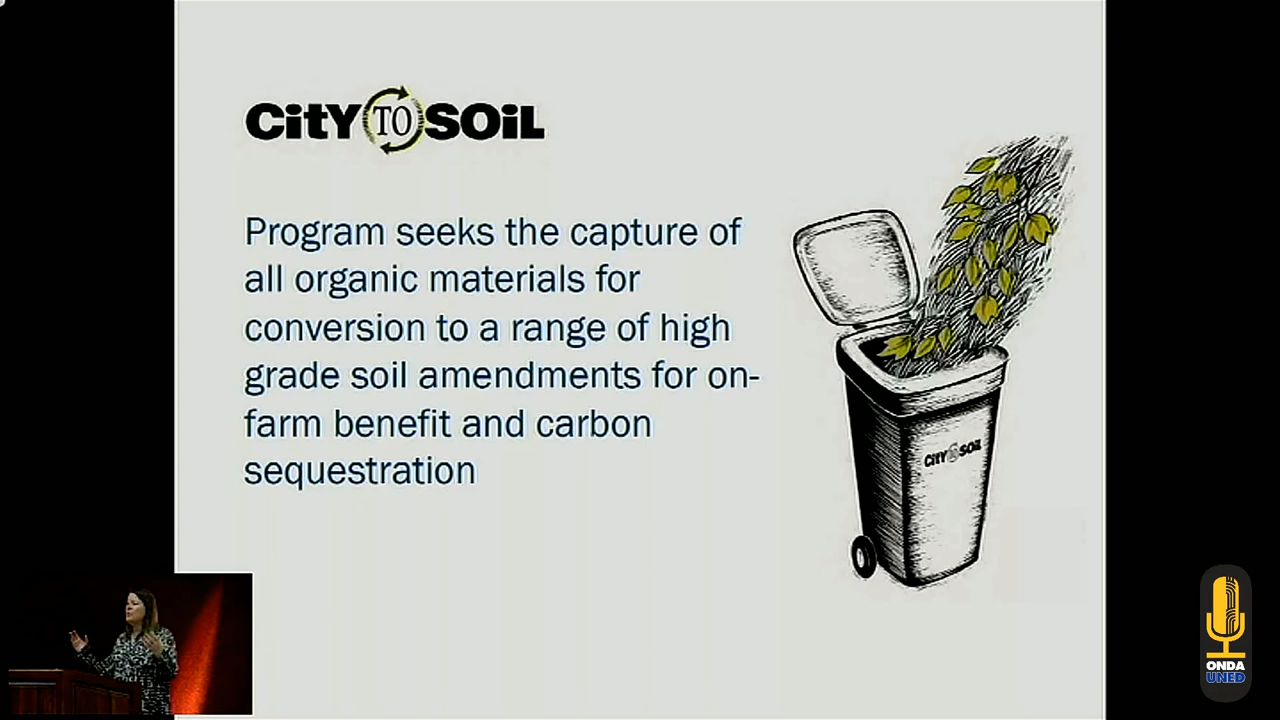 CitY TO SOiL
Program seeks the capture of
all organic materials for
conversion to a range of high
grade soil amendments for on-
farm benefit and carbon
sequestration
CitY TO SOiL
ONDA
UNED